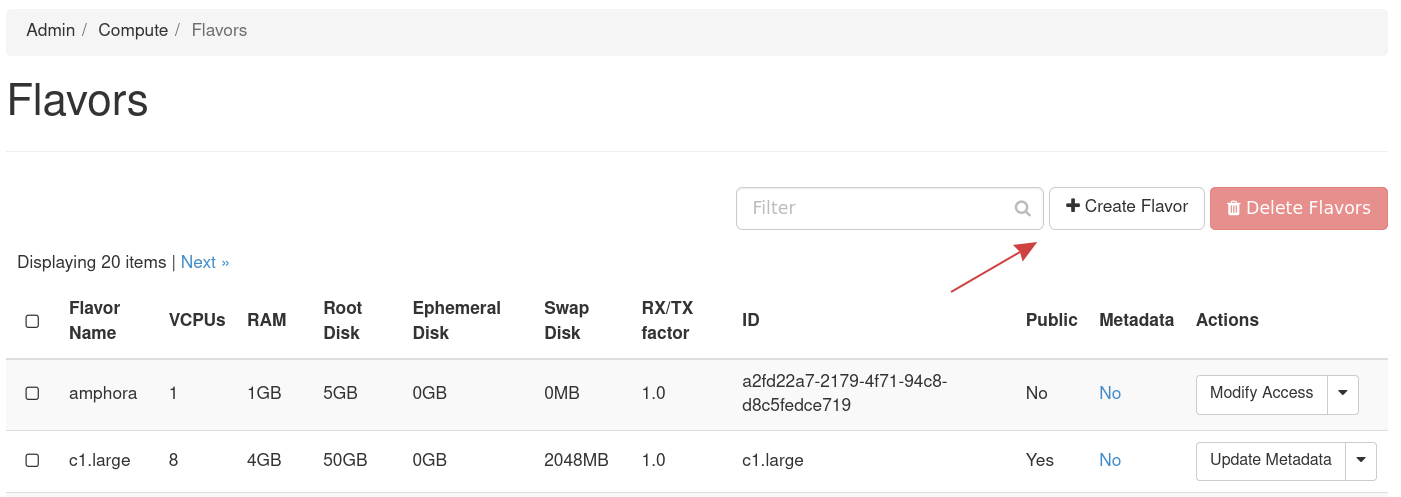 Admin / Compute / Flavors
Flavors
Filter Create Flavor Delete Flavors
Displaying 20 items | Next »
Flavor Name VCPUs RAM Root Disk Ephemeral Disk Swap Disk RX/TX factor ID Public Metadata Actions
amphora 1 1GB 5GB 0GB 0MB 1.0 a2fd22a7-2179-4f71-94c8-d8c5fedce719 No No Modify Access
c1.large 8 4GB 50GB 0GB 2048MB 1.0 c1.large Yes No Update Metadata